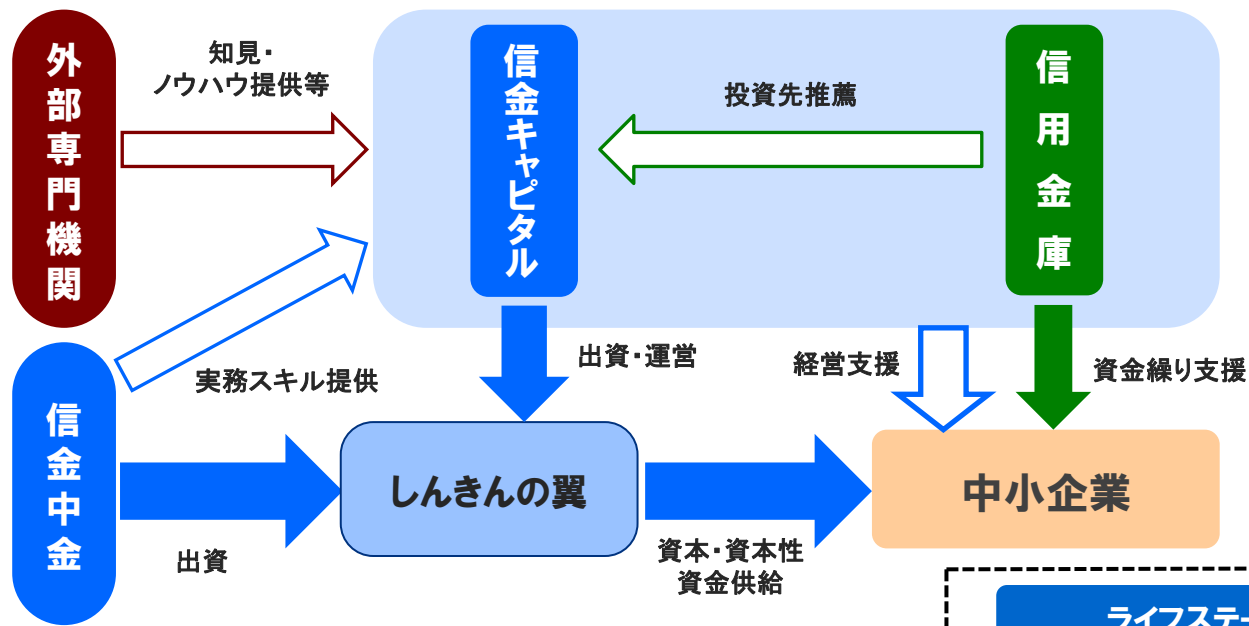 外部専門機関
知見・
ノウハウ提供等
信金キャピタル
投資先推薦
信用金庫
実務スキル提供
出資・運営
経営支援
資金繰り支援
信金中金
出資
しんきんの翼
資本・資本性
資金供給
中小企業